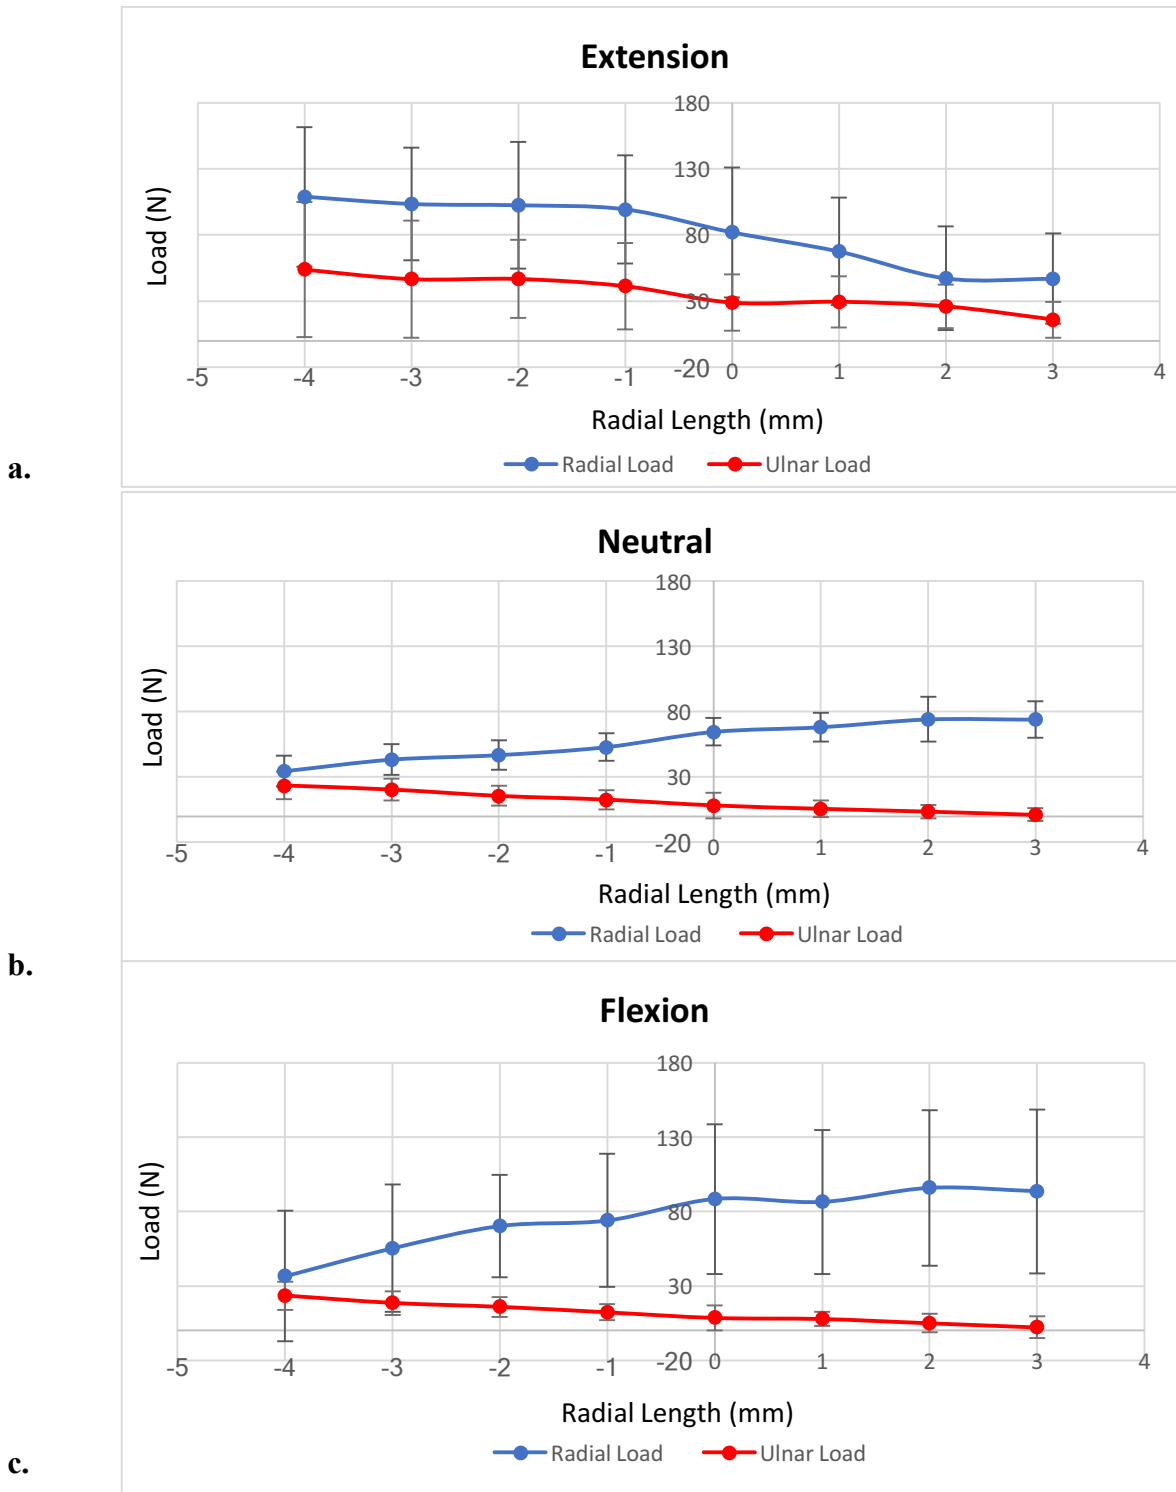 Extension
180
130
80
30
-20
Load (N)
-5 -4 -3 -2 -1 0 1 2 3 4
Radial Length (mm)
Radial Load Ulnar Load
a.
Neutral
180
130
80
30
-20
Load (N)
-5 -4 -3 -2 -1 0 1 2 3 4
Radial Length (mm)
Radial Load Ulnar Load
b.
Flexion
180
130
80
30
-20
Load (N)
-5 -4 -3 -2 -1 0 1 2 3 4
Radial Length (mm)
Radial Load Ulnar Load
c.